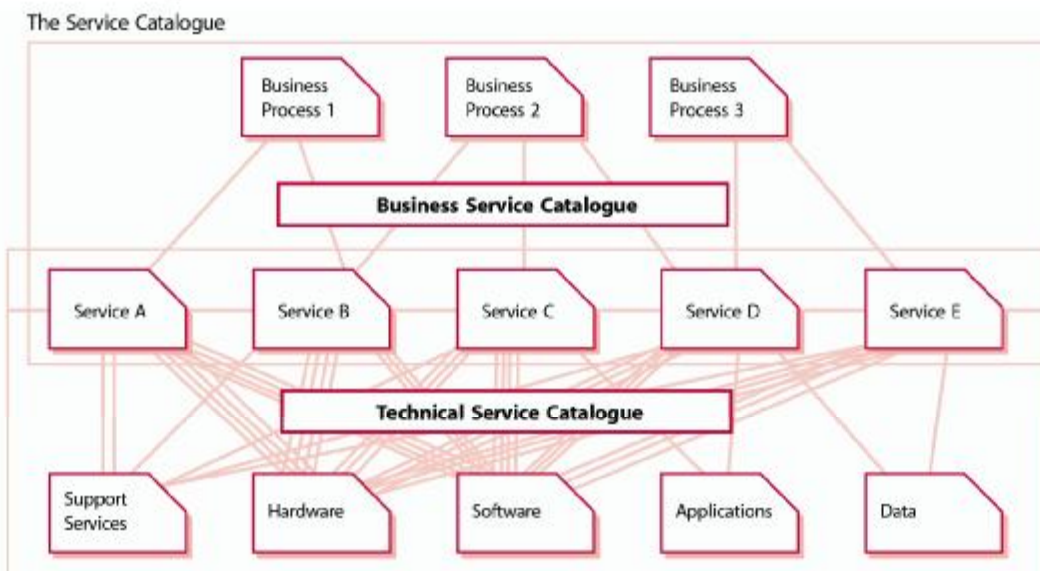 The Service Catalogue
Business
Process 1
Business
Process 2
Business
Process 3
Business Service Catalogue
Service A
Service B
Service C
Service D
Service E
Technical Service Catalogue
Support
Services
Hardware
Software
Applications
Data